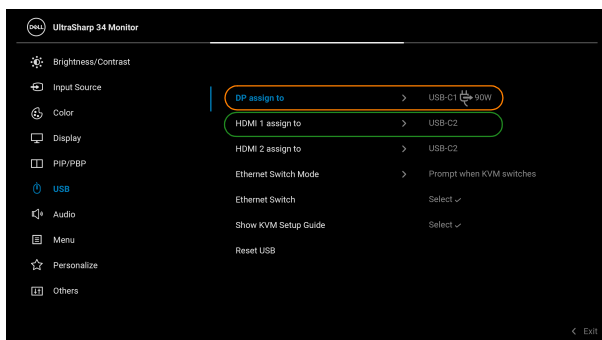 DELL UltraSharp 34 Monitor
Brightness/Contrast
Input Source
Color
Display
PIP/PBP
USB
Audio
Menu
Personalize
Others
DP assign to > USB-C1 90W
HDMI 1 assign to > USB-C2
HDMI 2 assign to > USB-C2
Ethernet Switch Mode > Prompt when KVM switches
Ethernet Switch Select ✓
Show KVM Setup Guide Select ✓
Reset USB
< Exit